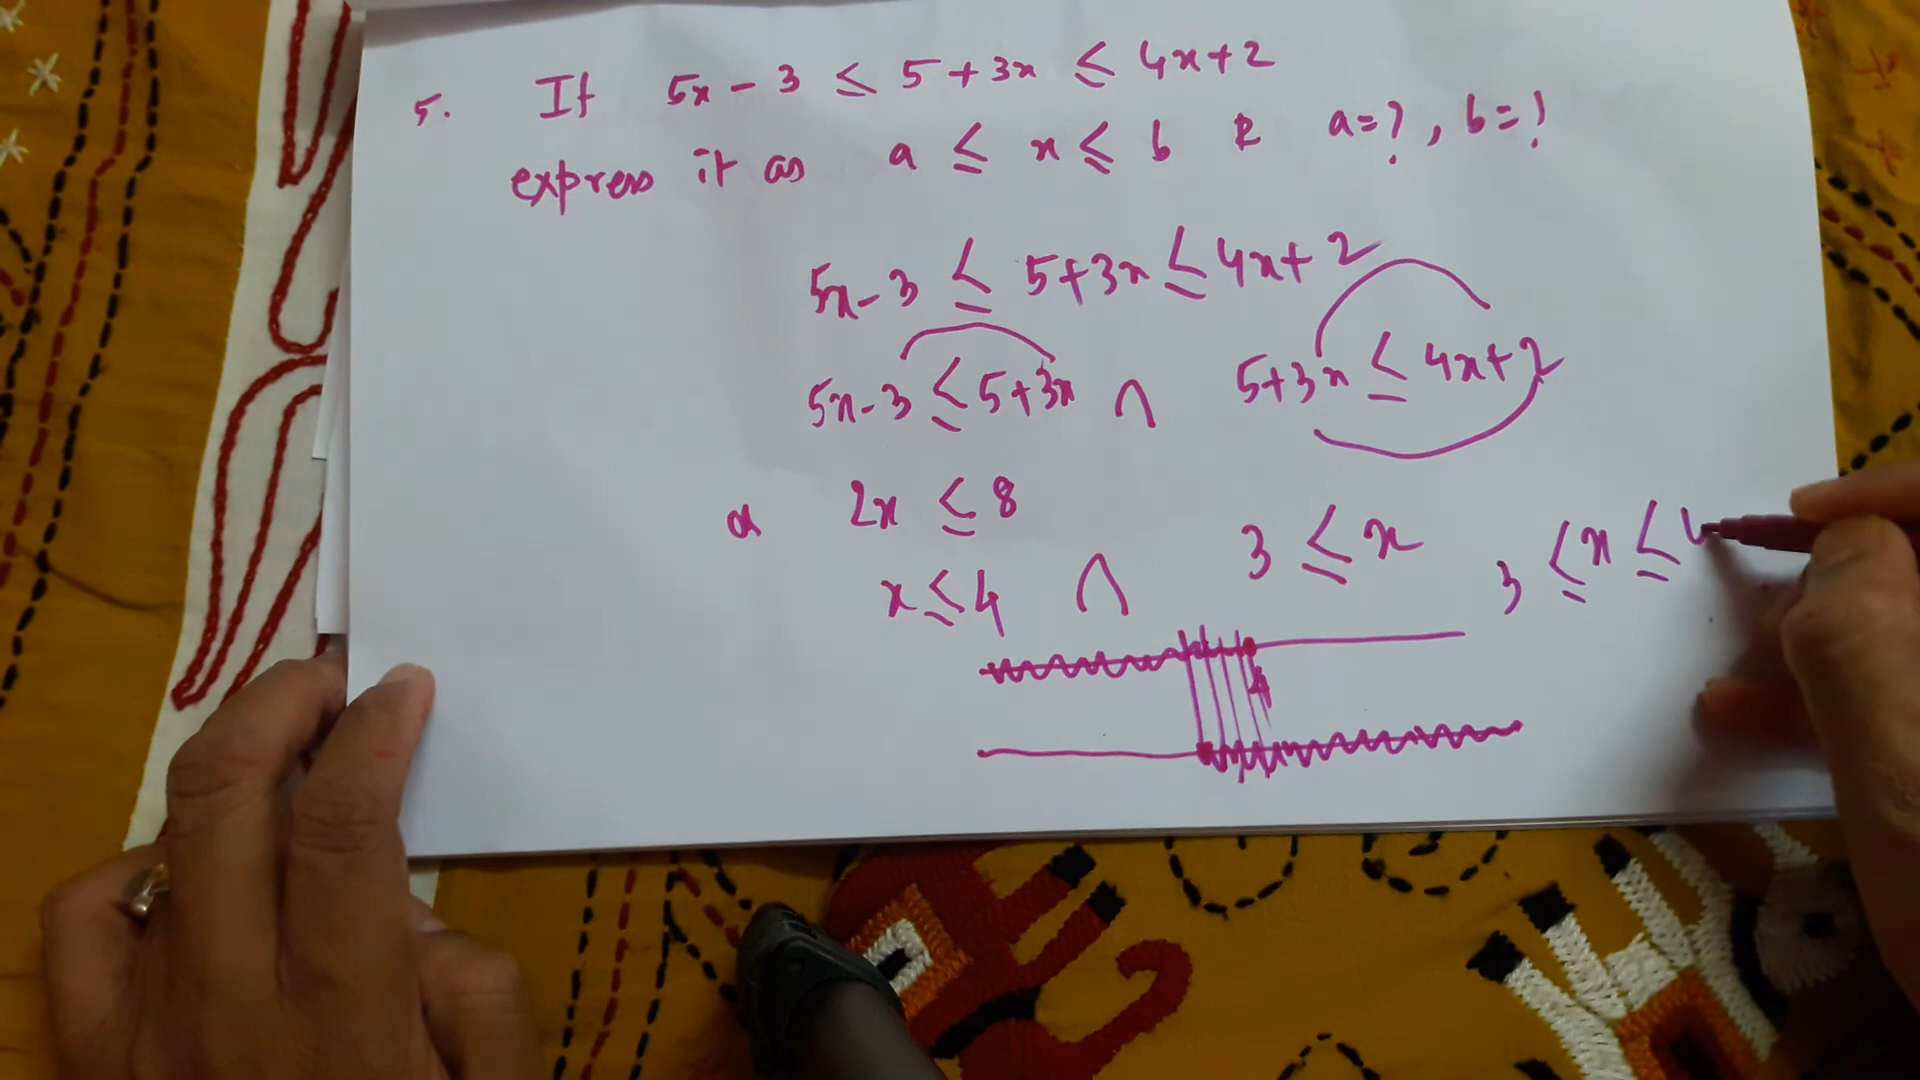 5. If 5x - 3 ≤ 5 + 3x ≤ 4x + 2
express it as a ≤ x ≤ b & a = ?, b = ?
5x - 3 ≤ 5 + 3x ≤ 4x + 2
5x - 3 ≤ 5 + 3x ∧ 5 + 3x ≤ 4x + 2
2x ≤ 8
3 ≤ x
x ≤ 4 ∧
3 ≤ x ≤
4